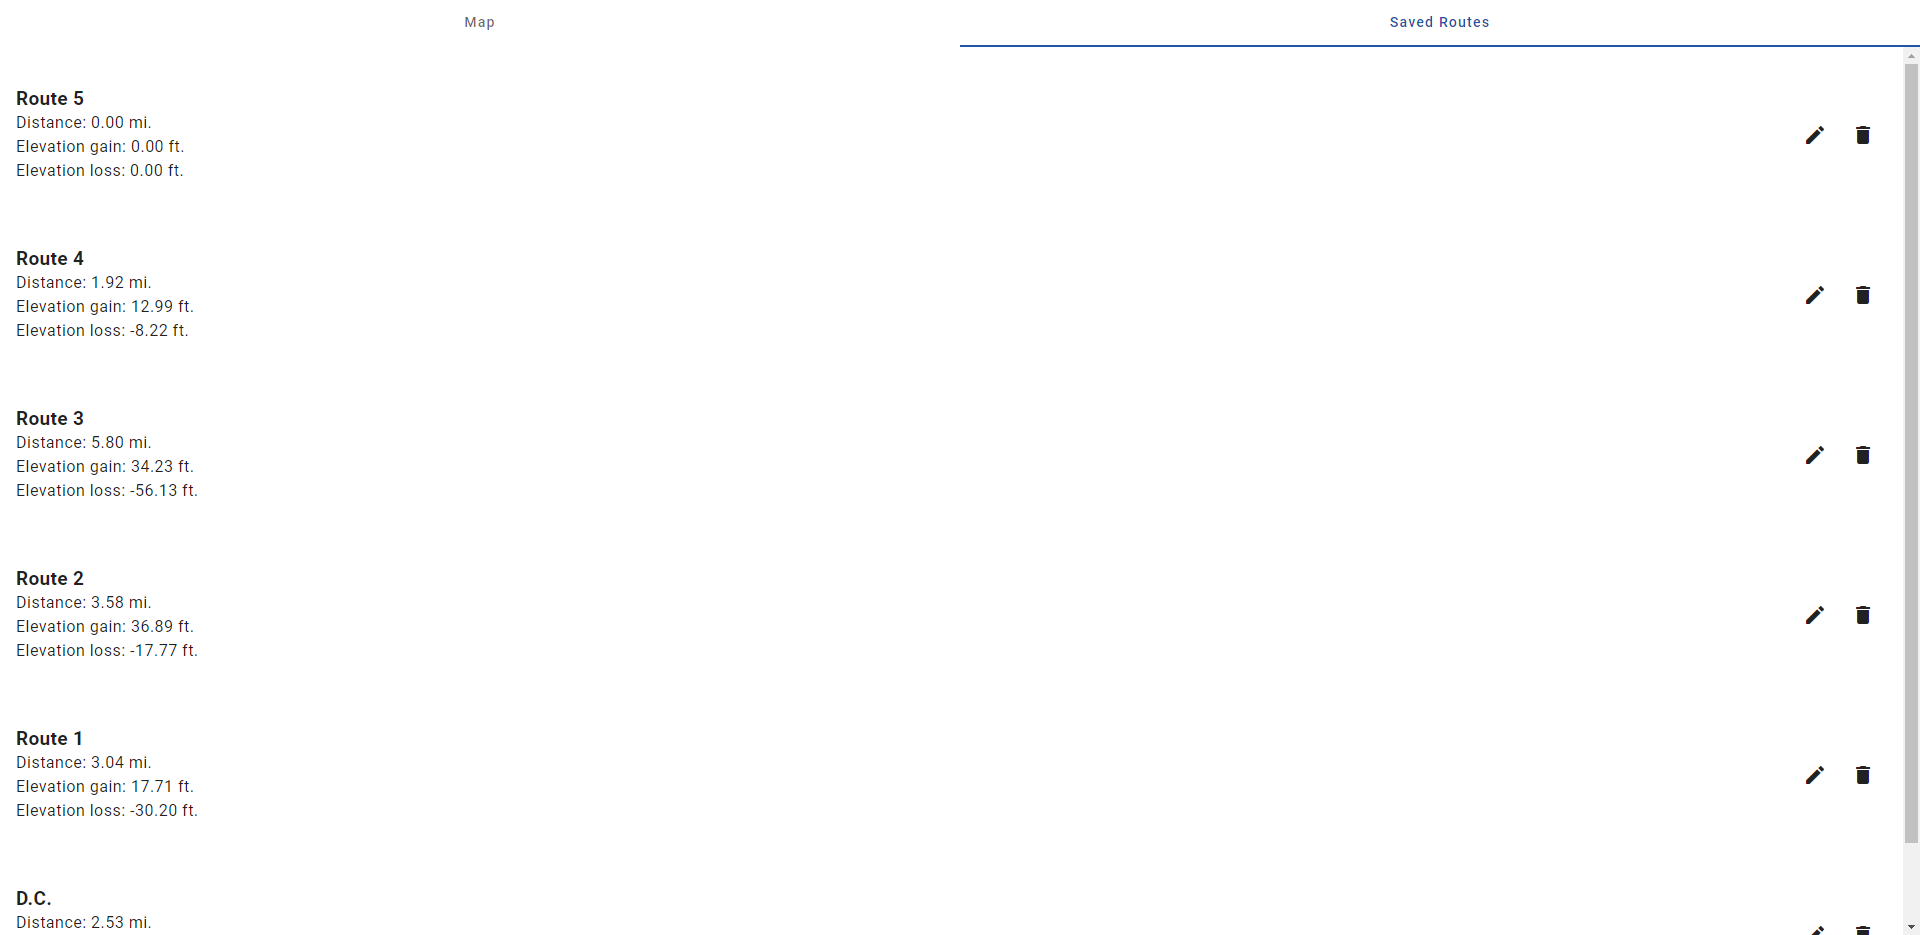 Map
Saved Routes
Route 5
Distance: 0.00 mi.
Elevation gain: 0.00 ft.
Elevation loss: 0.00 ft.
Route 4
Distance: 1.92 mi.
Elevation gain: 12.99 ft.
Elevation loss: -8.22 ft.
Route 3
Distance: 5.80 mi.
Elevation gain: 34.23 ft.
Elevation loss: -56.13 ft.
Route 2
Distance: 3.58 mi.
Elevation gain: 36.89 ft.
Elevation loss: -17.77 ft.
Route 1
Distance: 3.04 mi.
Elevation gain: 17.71 ft.
Elevation loss: -30.20 ft.
D.C.
Distance: 2.53 mi.